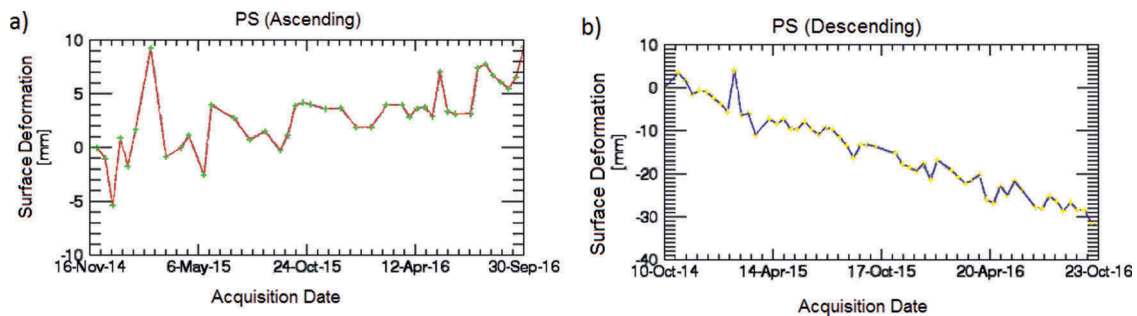 a)
PS (Ascending)
Surface Deformation
[mm]
10
5
0
-5
-10
16-Nov-14 6-May-15 24-Oct-15 12-Apr-16 30-Sep-16
Acquisition Date
b)
PS (Descending)
Surface Deformation
[mm]
10
0
-10
-20
-30
-40
10-Oct-14 14-Apr-15 17-Oct-15 20-Apr-16 23-Oct-16
Acquisition Date